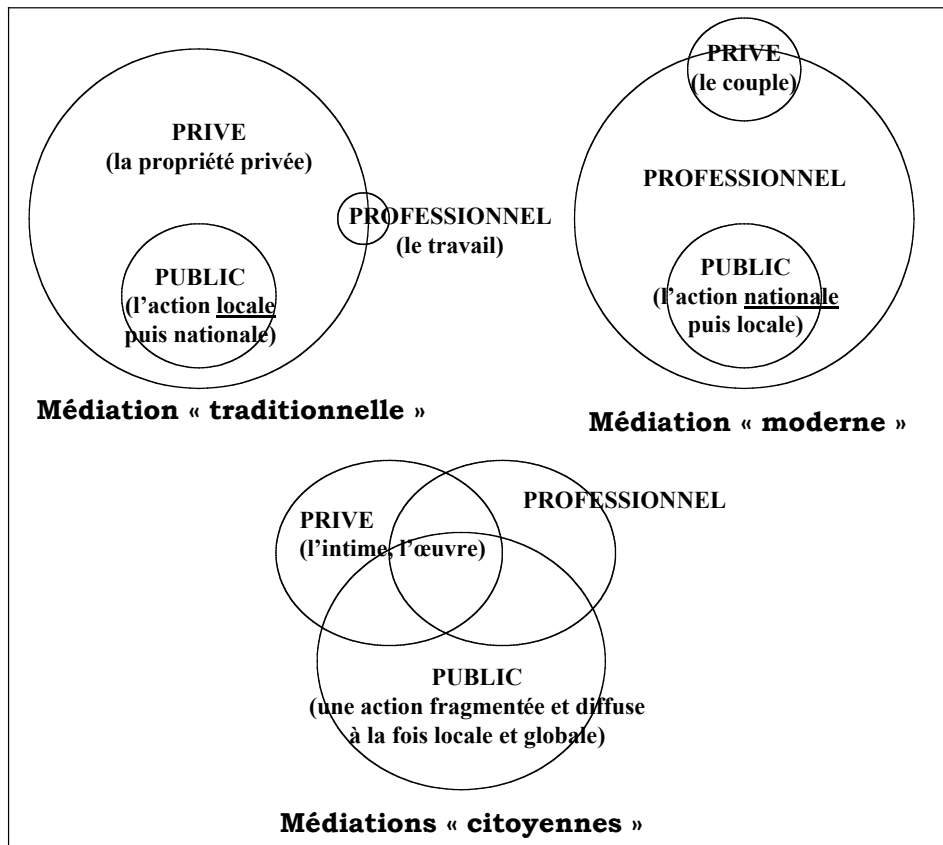 PRIVE
(la propriété privée)
PROFESSIONNEL
(le travail)
PUBLIC
(l'action locale
puis nationale)
Médiation « traditionnelle »
PRIVE
(le couple)
PROFESSIONNEL
PUBLIC
(l'action nationale
puis locale)
Médiation « moderne »
PRIVE
(l'intime, l'œuvre)
PROFESSIONNEL
PUBLIC
(une action fragmentée et diffuse
à la fois locale et globale)
Médiations « citoyennes »